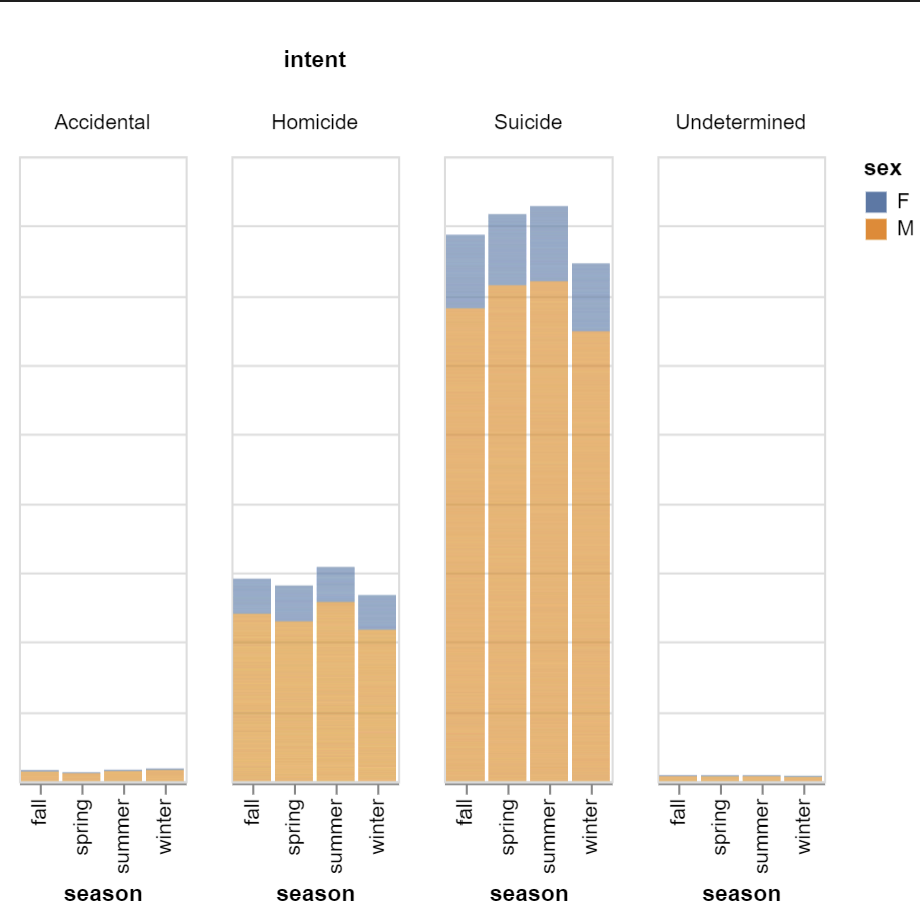 intent
Accidental
Homicide
Suicide
Undetermined
sex
F
M
fall
spring
summer
winter
fall
spring
summer
winter
fall
spring
summer
winter
fall
spring
summer
winter
season
season
season
season